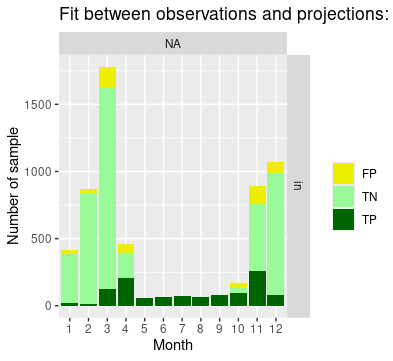 Fit between observations and projections:
NA
in
Number of sample
1500
1000
500
0
1 2 3 4 5 6 7 8 9 10 11 12
Month
FP
TN
TP